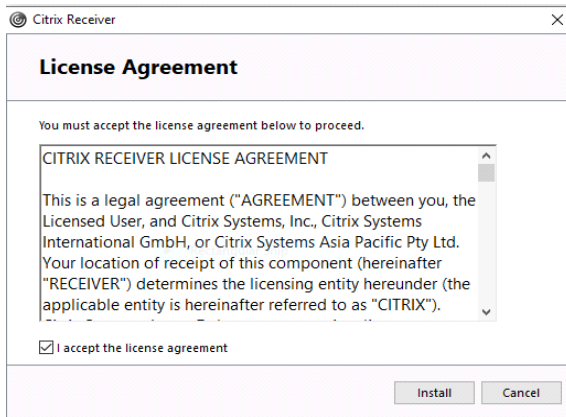 Citrix Receiver
License Agreement
You must accept the license agreement below to proceed.
CITRIX RECEIVER LICENSE AGREEMENT
This is a legal agreement ("AGREEMENT") between you, the
Licensed User, and Citrix Systems, Inc., Citrix Systems
International GmbH, or Citrix Systems Asia Pacific Pty Ltd.
Your location of receipt of this component (hereinafter
"RECEIVER") determines the licensing entity hereunder (the
applicable entity is hereinafter referred to as "CITRIX").
I accept the license agreement
Install Cancel